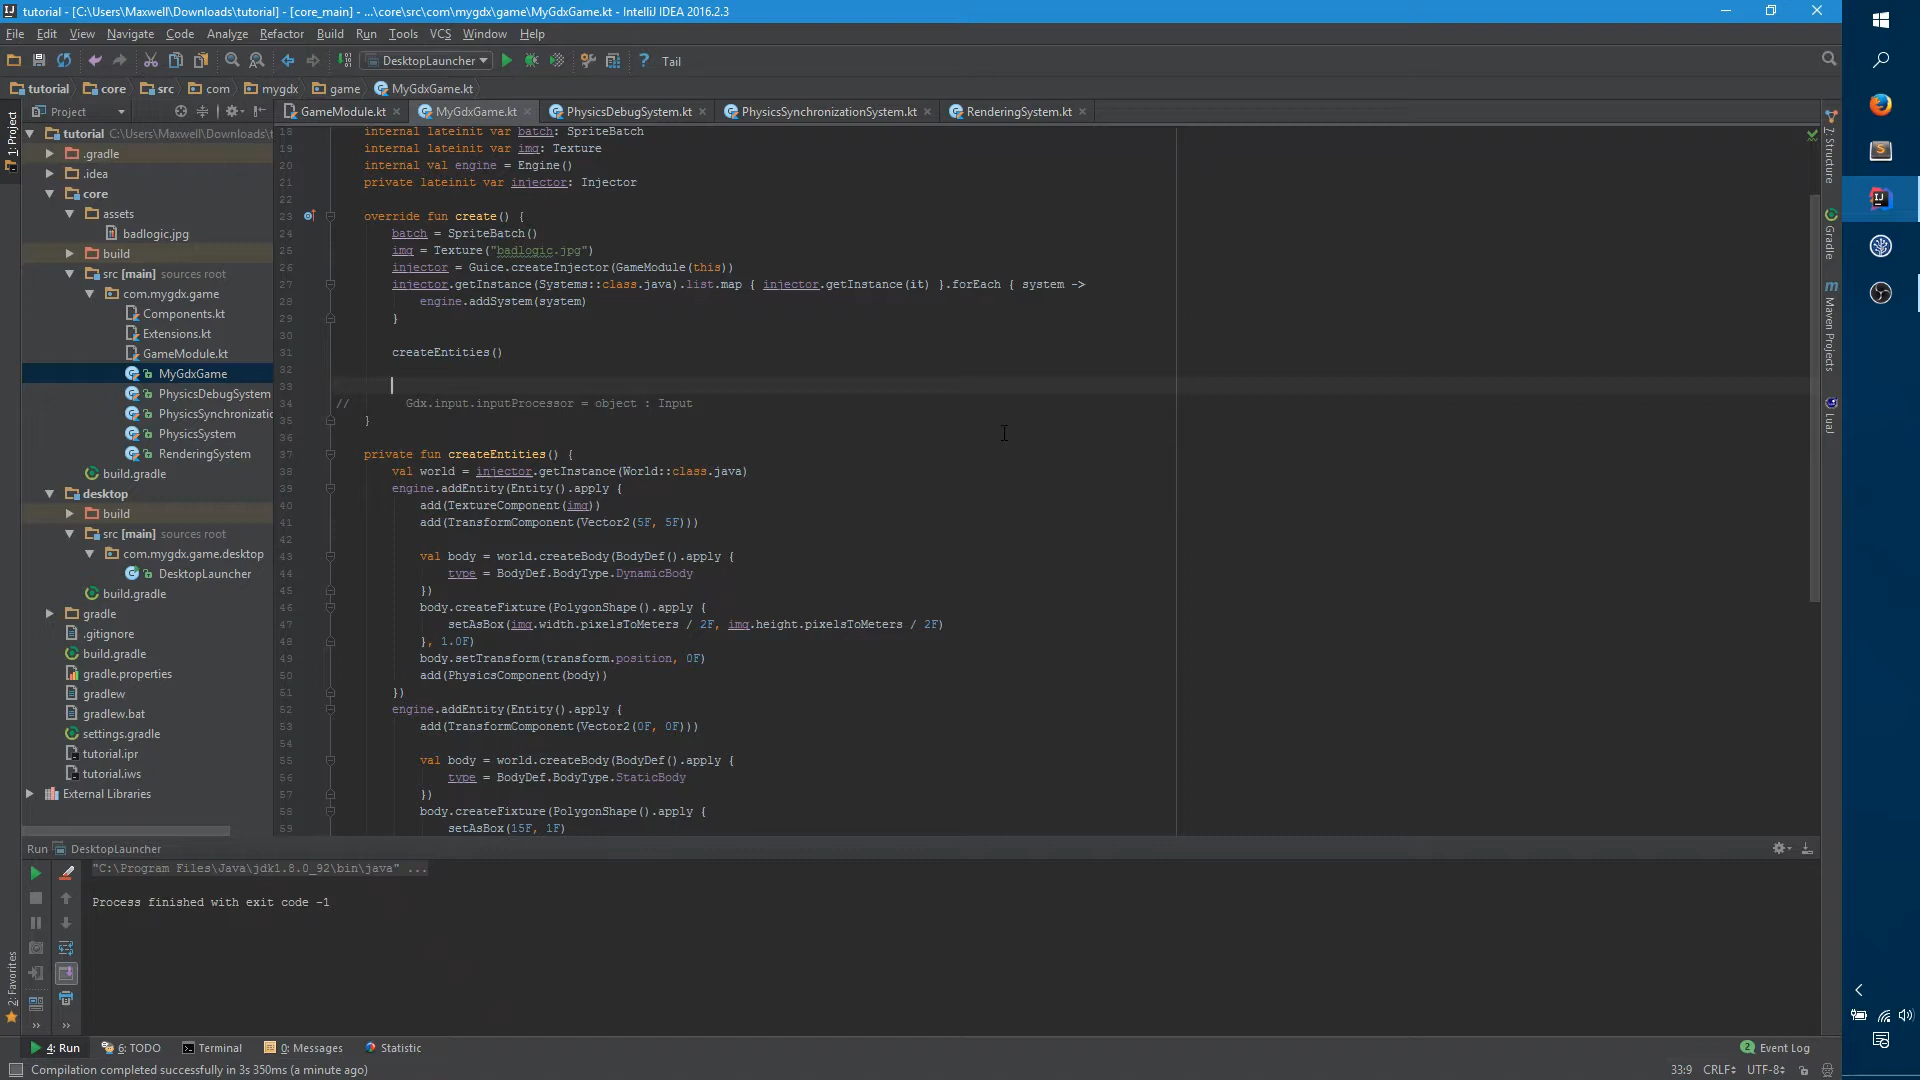 tutorial - [C:\Users\Maxwell\Downloads\tutorial] - [core_main] - ...\core\src\com\mygdx\game\MyGdxGame.kt - IntelliJ IDEA 2016.2.3
File Edit View Navigate Code Analyze Refactor Build Run Tools VCS Window Help
DesktopLauncher Tail
tutorial core src com mygdx game MyGdxGame.kt
Project
GameModule.kt MyGdxGame.kt PhysicsDebugSystem.kt PhysicsSynchronizationSystem.kt RenderingSystem.kt
1: Project
2: Favorites
tutorial C:\Users\Maxwell\Downloads\t
.gradle
.idea
core
assets
badlogic.jpg
build
src [main] sources root
com.mygdx.game
Components.kt
Extensions.kt
GameModule.kt
MyGdxGame
PhysicsDebugSystem
PhysicsSynchronizatic
PhysicsSystem
RenderingSystem
build.gradle
desktop
build
src [main] sources root
com.mygdx.game.desktop
DesktopLauncher
build.gradle
gradle
.gitignore
build.gradle
gradle.properties
gradlew
gradlew.bat
settings.gradle
tutorial.ipr
tutorial.iws
External Libraries
18 internal lateinit var batch: SpriteBatch
19 internal lateinit var img: Texture
20 internal val engine = Engine()
21 private lateinit var injector: Injector
22
23 override fun create() {
24 batch = SpriteBatch()
25 img = Texture("badlogic.jpg")
26 injector = Guice.createInjector(GameModule(this))
27 injector.getInstance(Systems::class.java).list.map { injector.getInstance(it) }.forEach { system ->
28 engine.addSystem(system)
29 }
30
31 createEntities()
32
33
34 // Gdx.input.inputProcessor = object : Input
35 }
36
37 private fun createEntities() {
38 val world = injector.getInstance(World::class.java)
39 engine.addEntity(Entity().apply {
40 add(TextureComponent(img))
41 add(TransformComponent(Vector2(5F, 5F)))
42
43 val body = world.createBody(BodyDef().apply {
44 type = BodyDef.BodyType.DynamicBody
45 })
46 body.createFixture(PolygonShape().apply {
47 setAsBox(img.width.pixelsToMeters / 2F, img.height.pixelsToMeters / 2F)
48 }, 1.0F)
49 body.setTransform(transform.position, 0F)
50 add(PhysicsComponent(body))
51 })
52 engine.addEntity(Entity().apply {
53 add(TransformComponent(Vector2(0F, 0F)))
54
55 val body = world.createBody(BodyDef().apply {
56 type = BodyDef.BodyType.StaticBody
57 })
58 body.createFixture(PolygonShape().apply {
59 setAsBox(15F, 1F)
Z: Structure
Gradle
Maven Projects
LuaJ
Run DesktopLauncher
"C:\Program Files\Java\jdk1.8.0_92\bin\java" ...
Process finished with exit code -1
4: Run 6: TODO Terminal 0: Messages Statistic 2 Event Log
Compilation completed successfully in 3s 350ms (a minute ago) 33:9 CRLF UTF-8